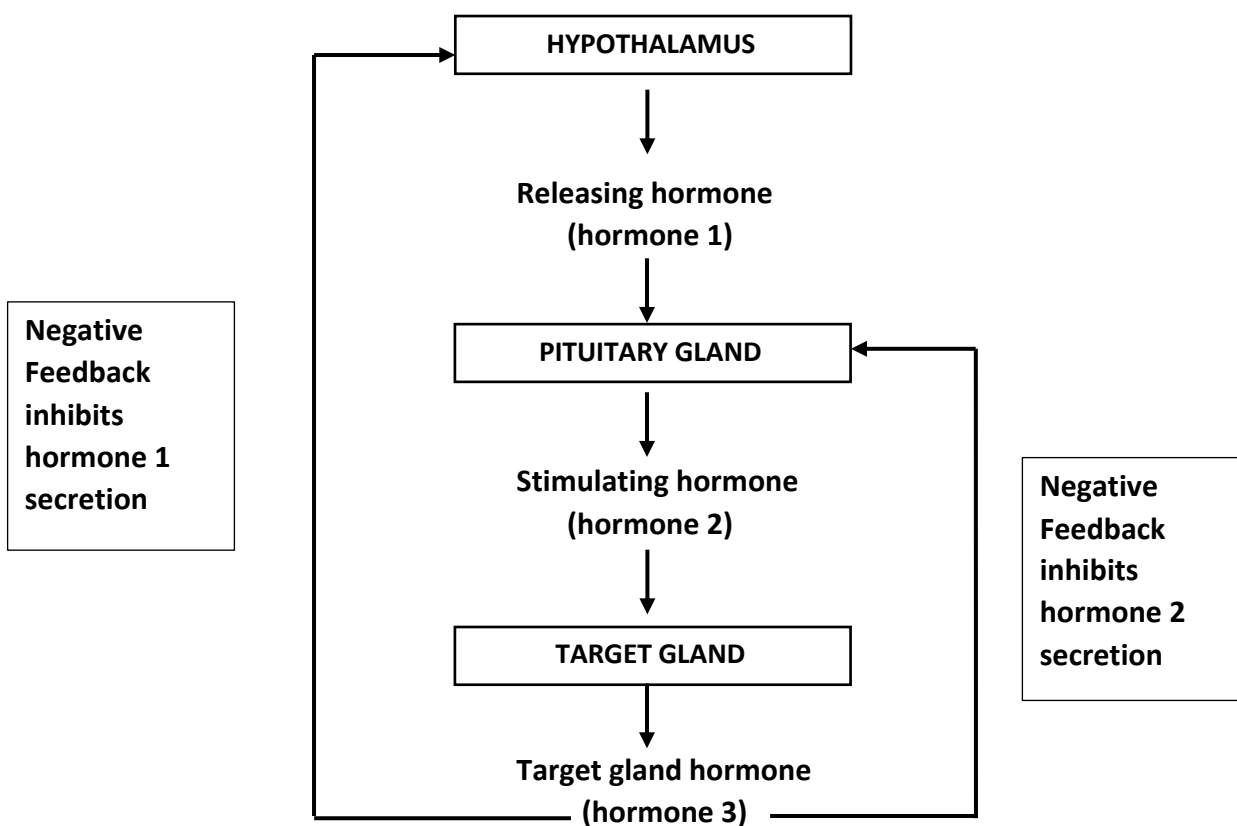 HYPOTHALAMUS
Releasing hormone
(hormone 1)
Negative
Feedback
inhibits
hormone 1
secretion
PITUITARY GLAND
Stimulating hormone
(hormone 2)
Negative
Feedback
inhibits
hormone 2
secretion
TARGET GLAND
Target gland hormone
(hormone 3)